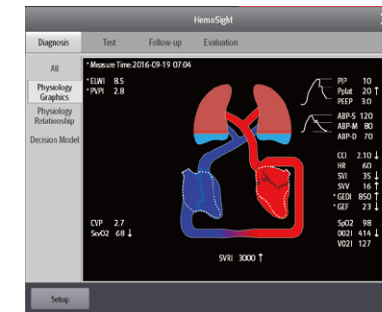 HemoSight
Diagnosis Test Follow-up Evaluation
All
Physiology
Graphics
Physiology
Relationship
Decision Model
Setup
*Measure Time:2016-09-19 07:04
*ELWI 8.5
*PVPI 2.8
CVP 2.7
ScvO2 68 ↓
SVRI 3000 ↑
PIP 10
Pplat 20 ↑
PEEP 3.0
ABP-S 120
ABP-M 80
ABP-D 70
CCI 2.10 ↓
HR 60
SVI 35 ↓
SVV 16 ↑
*GEDI 850 ↑
*GEF 23 ↓
SpO2 98
DO2I 414 ↓
VO2I 127